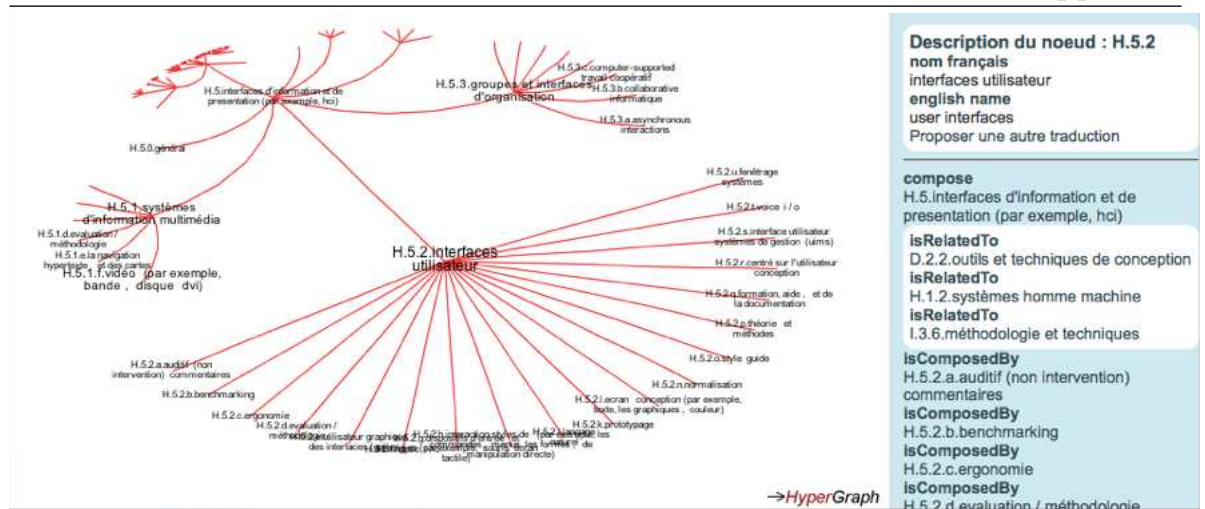 H.5.3.c.computer-supported
travail coopératif
H.5.3.groupes et interfaces
d'organisation
H.5.3.b.collaborative
informatique
H.5.3.a.asynchronous
interactions
H.5.interfaces d'information et de
presentation (par exemple, hci)
H.5.0.général
H.5.1.systèmes
d'information multimédia
H.5.1.d.evaluation /
méthodologie
H.5.1.e.la navigation
hypertexte et des cartes
H.5.1.f.vidéo (par exemple,
bande , disque dvi)
H.5.2.interfaces
utilisateur
H.5.2.u.fenêtrage
systèmes
H.5.2.t.voice i / o
H.5.2.s.interface utilisateur
systèmes de gestion (uims)
H.5.2.r.centré sur l'utilisateur
conception
H.5.2.q.formation, aide , et de
la documentation
H.5.2.p.théorie et
méthodes
H.5.2.o.style guide
H.5.2.n.normalisation
H.5.2.l.ecran conception (par exemple,
texte, les graphiques , couleur)
H.5.2.k.prototypage
H.5.2.a.auditif (non
intervention) commentaires
H.5.2.b.benchmarking
H.5.2.c.ergonomie
H.5.2.d.evaluation /
manipulation directe)
tactile)
→HyperGraph
Description du noeud : H.5.2
nom français
interfaces utilisateur
english name
user interfaces
Proposer une autre traduction
compose
H.5.interfaces d'information et de
presentation (par exemple, hci)
isRelatedTo
D.2.2.outils et techniques de conception
isRelatedTo
H.1.2.systèmes homme machine
isRelatedTo
I.3.6.méthodologie et techniques
isComposedBy
H.5.2.a.auditif (non intervention)
commentaires
isComposedBy
H.5.2.b.benchmarking
isComposedBy
H.5.2.c.ergonomie
isComposedBy
H.5.2.d.evaluation / méthodologie